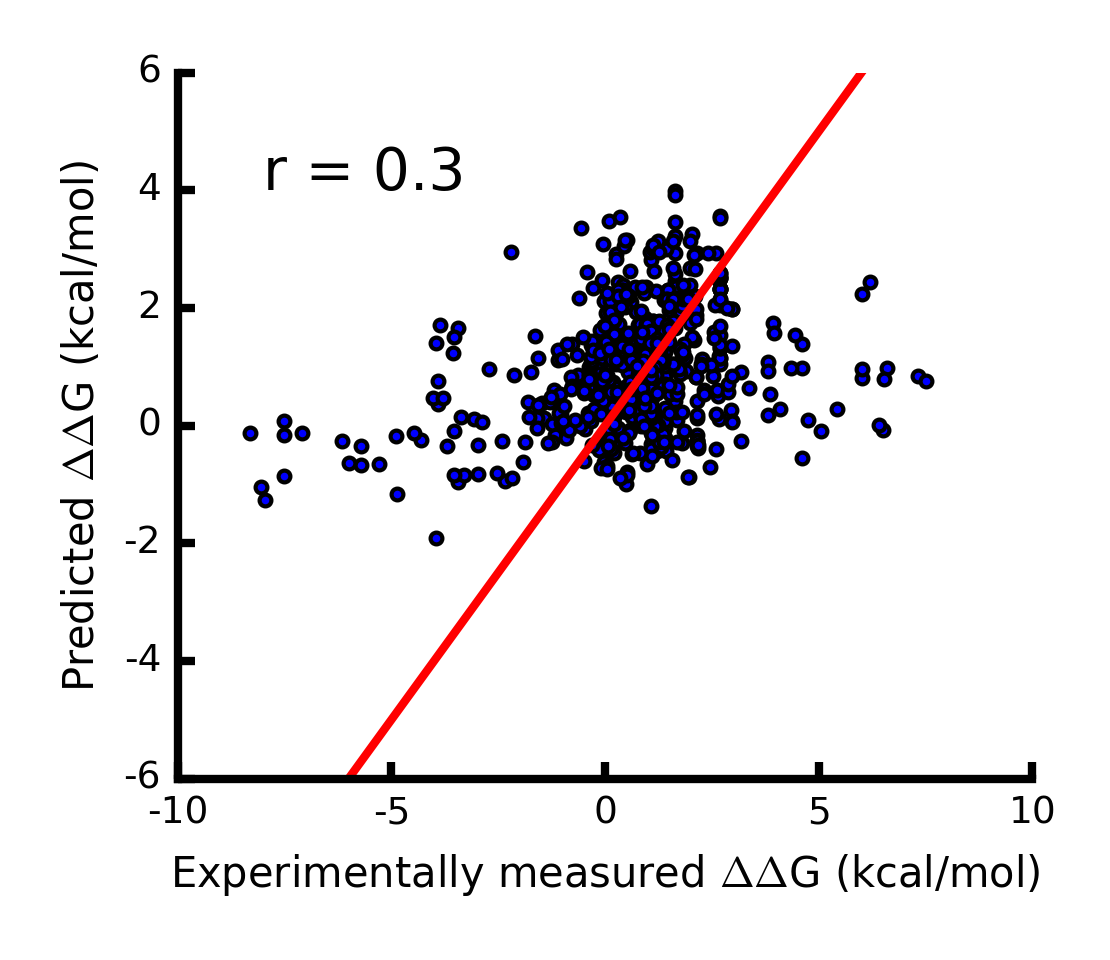 6
r = 0.3
4
2
0
-2
-4
-6
Predicted ΔΔG (kcal/mol)
-10 -5 0 5 10
Experimentally measured ΔΔG (kcal/mol)